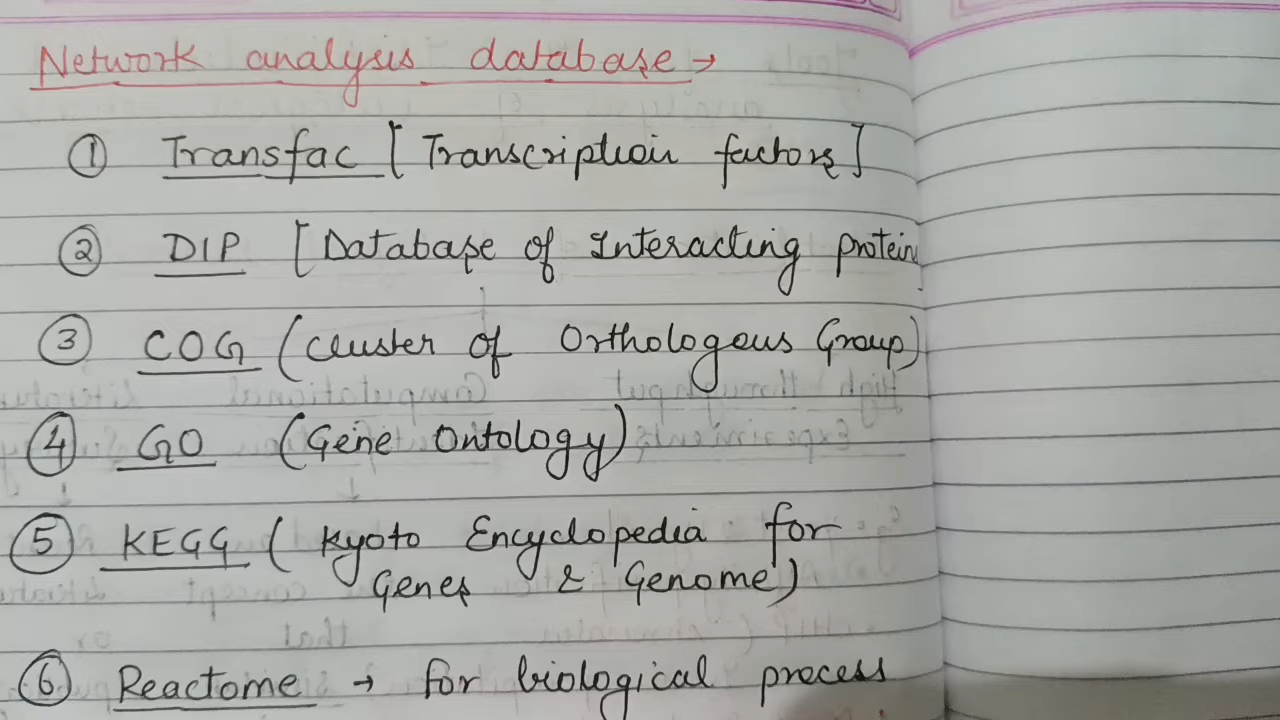 Network analysis database →
① Transfac [Transcription factors]
② DIP [Database of Interacting protein
③ COG (Cluster of Orthologous Group)
④ GO (Gene Ontology)
⑤ KEGG ( Kyoto Encyclopedia for
Genes & Genome)
⑥ Reactome → for biological process